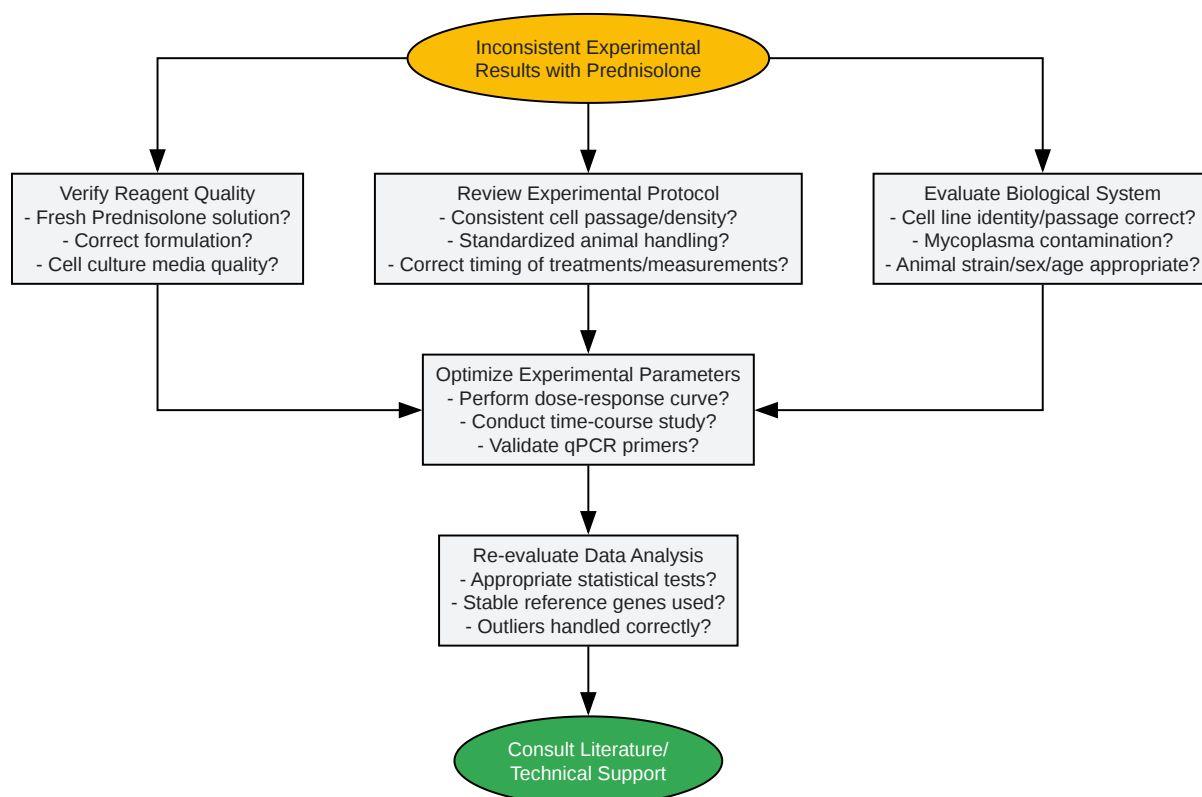 Inconsistent Experimental
Results with Prednisolone
Verify Reagent Quality
- Fresh Prednisolone solution?
- Correct formulation?
- Cell culture media quality?
Review Experimental Protocol
- Consistent cell passage/density?
- Standardized animal handling?
- Correct timing of treatments/measurements?
Evaluate Biological System
- Cell line identity/passage correct?
- Mycoplasma contamination?
- Animal strain/sex/age appropriate?
Optimize Experimental Parameters
- Perform dose-response curve?
- Conduct time-course study?
- Validate qPCR primers?
Re-evaluate Data Analysis
- Appropriate statistical tests?
- Stable reference genes used?
- Outliers handled correctly?
Consult Literature/
Technical Support